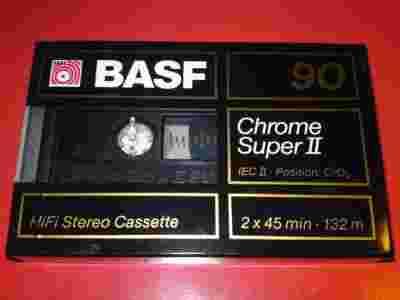 BASF
90
Chrome
Super II
IEC II · Position: CrO₂
HiFi Stereo Cassette
2 x 45 min · 132 m